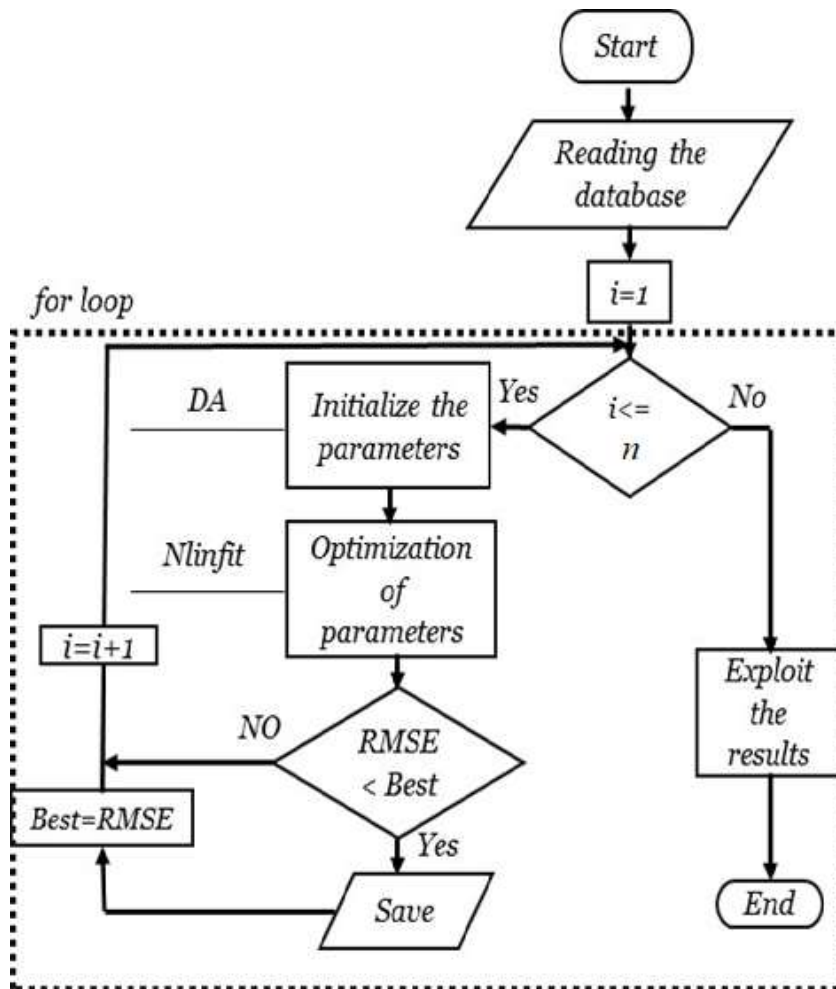 Start
Reading the
database
i=1
for loop
DA
Initialize the
parameters
Yes
i<=
n
No
Nlinfit
Optimization
of
parameters
i=i+1
Exploit
the
results
NO
RMSE
< Best
Best=RMSE
Yes
Save
End